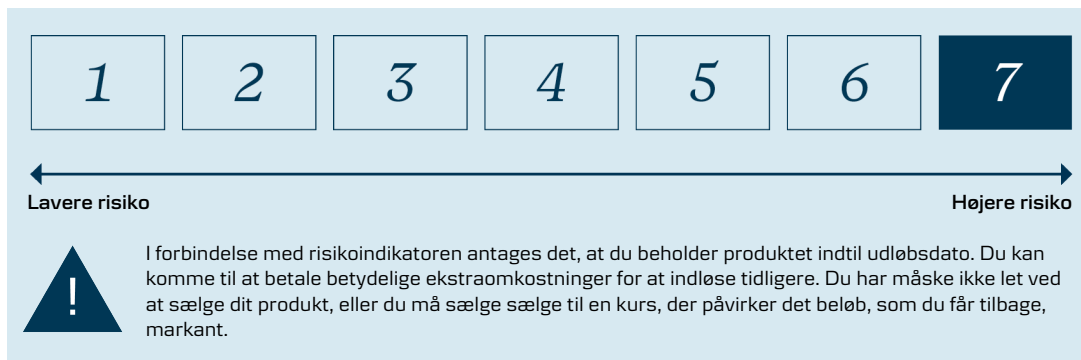 1 2 3 4 5 6 7
Lavere risiko Højere risiko
! I forbindelse med risikoindikatoren antages det, at du beholder produktet indtil udløbsdato. Du kan
komme til at betale betydelige ekstraomkostninger for at indløse tidligere. Du har måske ikke let ved
at sælge dit produkt, eller du må sælge sælge til en kurs, der påvirker det beløb, som du får tilbage,
markant.